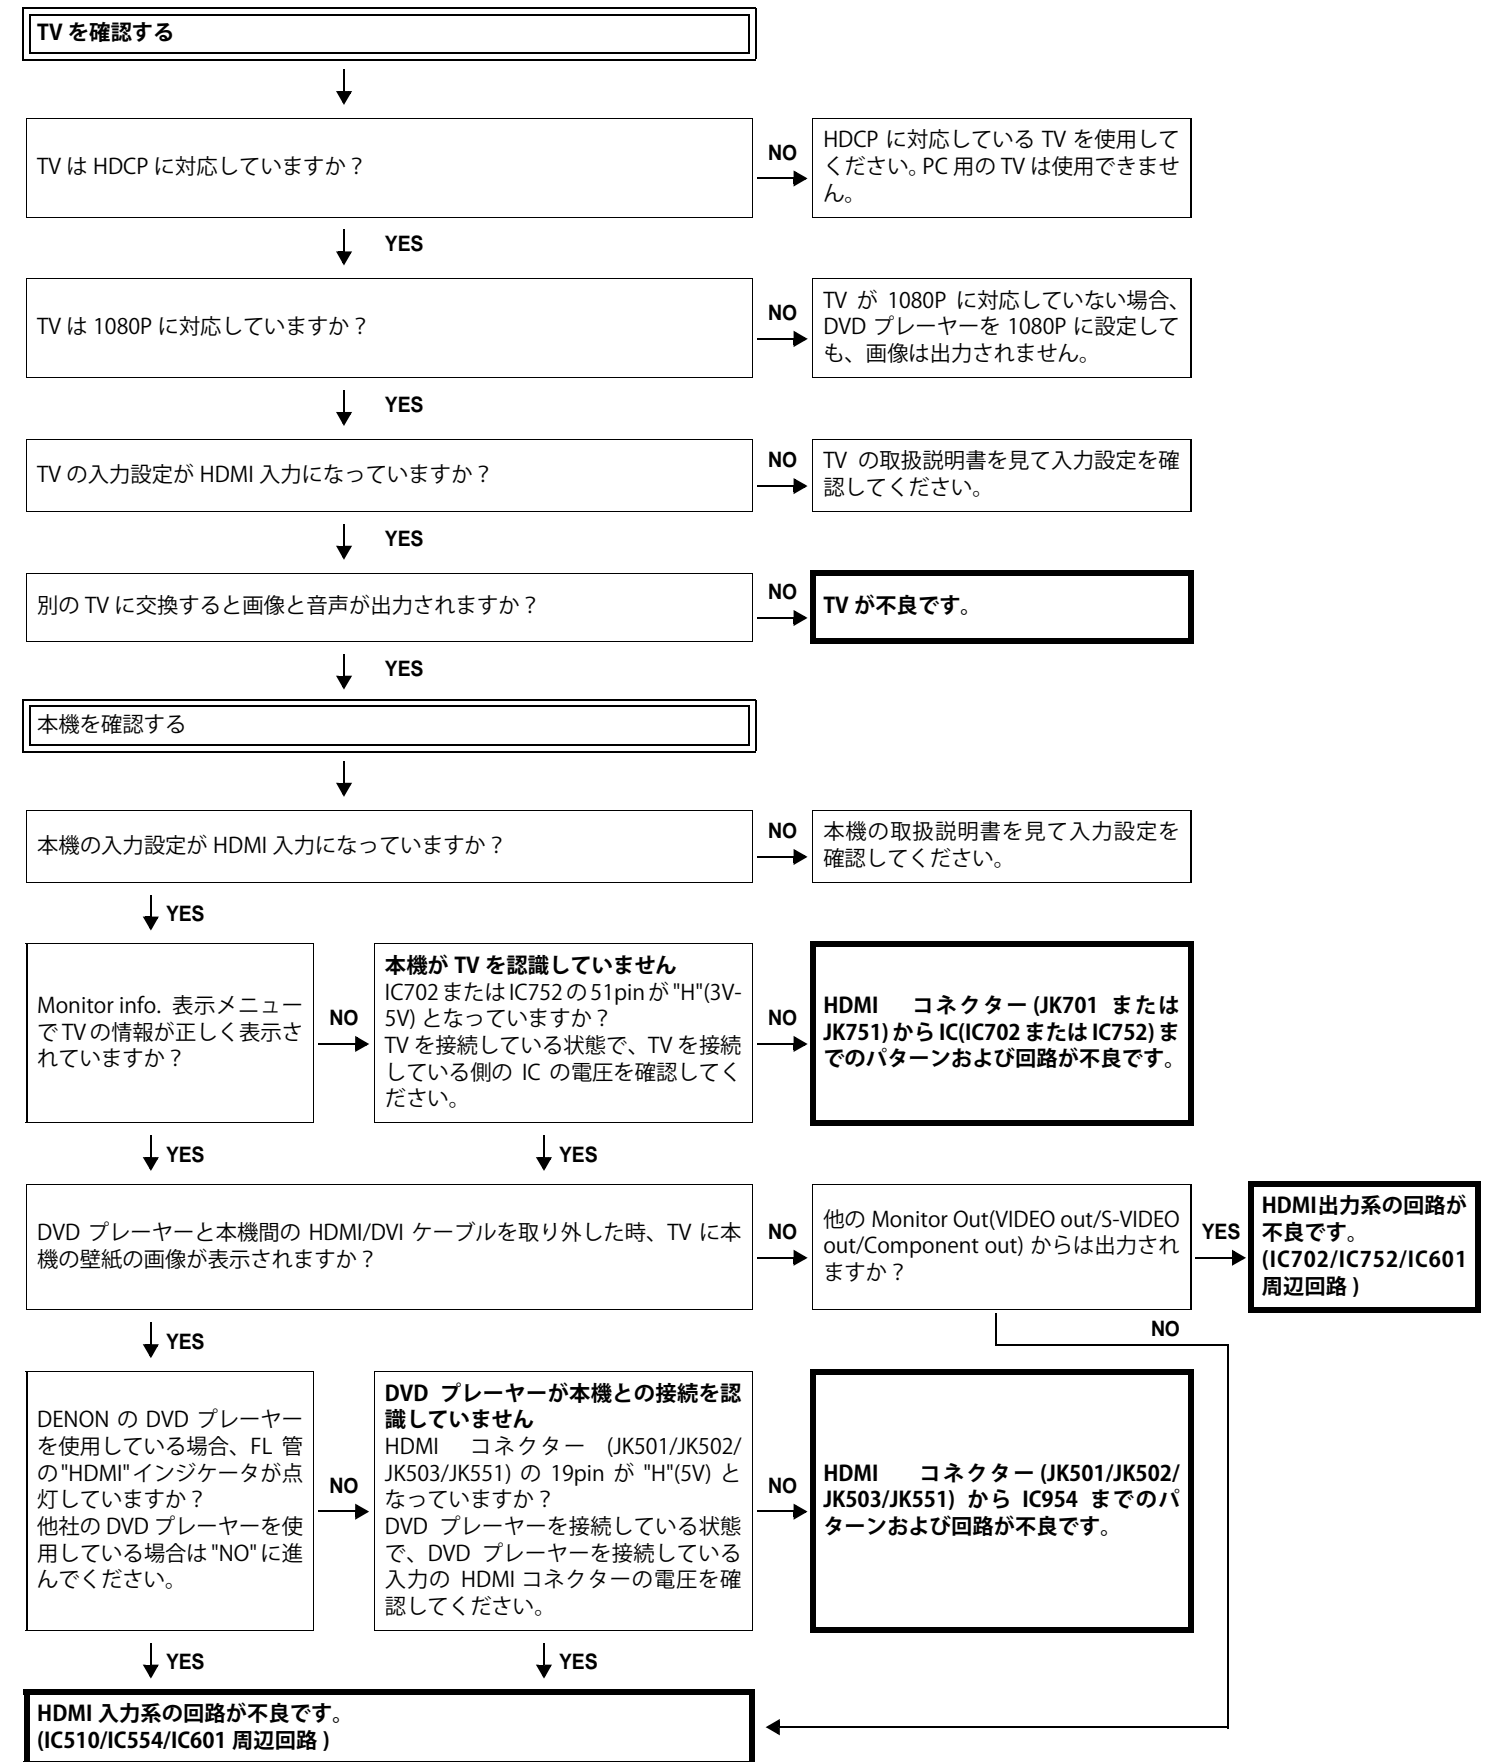 TV を確認する
TV は HDCP に対応していますか？
NO
HDCP に対応している TV を使用して
ください。PC 用の TV は使用できませ
ん。
YES
TV は 1080P に対応していますか？
NO
TV が 1080P に対応していない場合、
DVD プレーヤーを 1080P に設定して
も、画像は出力されません。
YES
TV の入力設定が HDMI 入力になっていますか？
NO
TV の取扱説明書を見て入力設定を確
認してください。
YES
別の TV に交換すると画像と音声が出力されますか？
NO
TV が不良です。
YES
本機を確認する
本機の入力設定が HDMI 入力になっていますか？
NO
本機の取扱説明書を見て入力設定を
確認してください。
YES
Monitor info. 表示メニュー
で TV の情報が正しく表示さ
れていますか？
NO
本機が TV を認識していません
IC702 または IC752 の 51pin が "H"(3V-
5V) となっていますか？
TV を接続している状態で、TV を接続
している側の IC の電圧を確認してく
ださい。
NO
HDMI コネクター (JK701 または
JK751) から IC(IC702 または IC752) ま
でのパターンおよび回路が不良です。
YES
YES
DVD プレーヤーと本機間の HDMI/DVI ケーブルを取り外した時、TV に本
機の壁紙の画像が表示されますか？
NO
他の Monitor Out(VIDEO out/S-VIDEO
out/Component out) からは出力され
ますか？
YES
HDMI出力系の回路が
不良です。
(IC702/IC752/IC601
周辺回路 )
YES
NO
DENON の DVD プレーヤー
を使用している場合、FL 管
の"HDMI"インジケータが点
灯していますか？
他社の DVD プレーヤーを使
用している場合は "NO" に進
んでください。
NO
DVD プレーヤーが本機との接続を認
識していません
HDMI コネクター (JK501/JK502/
JK503/JK551) の 19pin が "H"(5V) と
なっていますか？
DVD プレーヤーを接続している状態
で、DVD プレーヤーを接続している
入力の HDMI コネクターの電圧を確
認してください。
NO
HDMI コネクター (JK501/JK502/
JK503/JK551) から IC954 までのパ
ターンおよび回路が不良です。
YES
YES
HDMI 入力系の回路が不良です。
(IC510/IC554/IC601 周辺回路 )